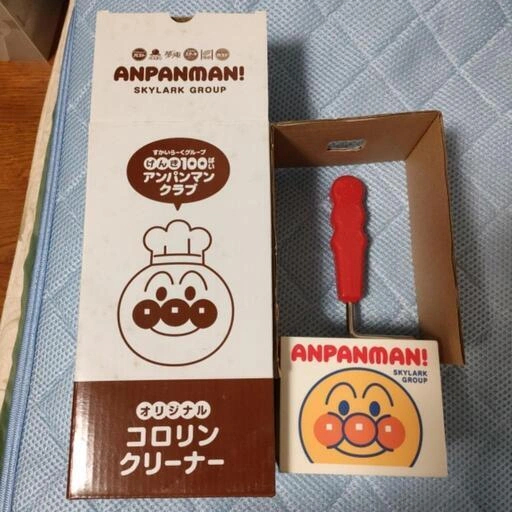 ANPANMAN!
SKYLARK GROUP
すかいらーくグループ
げんき100ばい
アンパンマン
クラブ
オリジナル
コロリン
クリーナー
ANPANMAN!
SKYLARK
GROUP